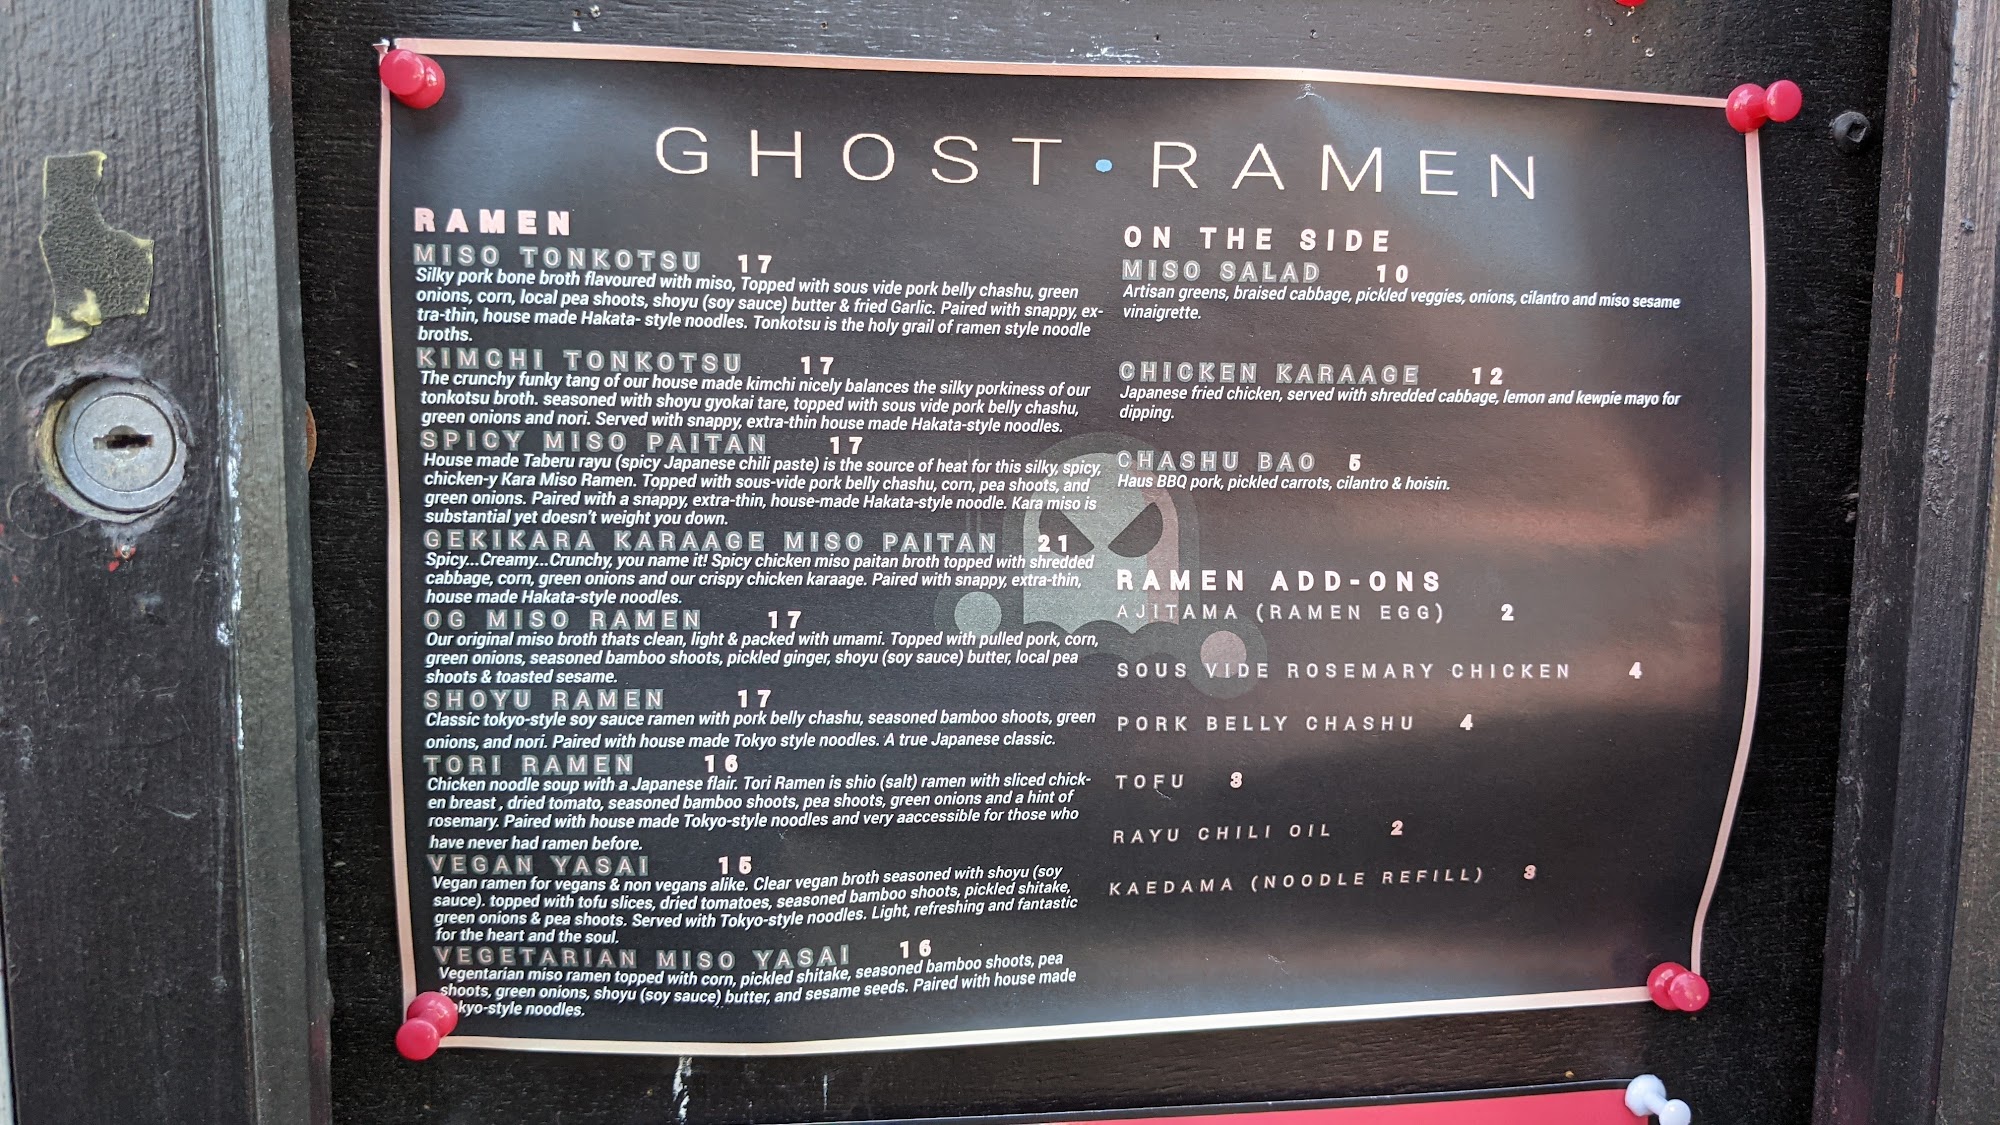 GHOST·RAMEN
RAMEN
MISO TONKOTSU 17
Silky pork bone broth flavoured with miso, Topped with sous vide pork belly chashu, green
onions, corn, local pea shoots, shoyu (soy sauce) butter & fried Garlic. Paired with snappy, ex-
tra-thin, house made Hakata- style noodles. Tonkotsu is the holy grail of ramen style noodle
broths.
KIMCHI TONKOTSU 17
The crunchy funky tang of our house made kimchi nicely balances the silky porkiness of our
tonkotsu broth. seasoned with shoyu gyokai tare, topped with sous vide pork belly chashu,
green onions and nori. Served with snappy, extra-thin house made Hakata-style noodles.
SPICY MISO PAITAN 17
House made Taberu rayu (spicy Japanese chili paste) is the source of heat for this silky, spicy,
chicken-y Kara Miso Ramen. Topped with sous-vide pork belly chashu, corn, pea shoots, and
green onions. Paired with a snappy, extra-thin, house-made Hakata-style noodle. Kara miso is
substantial yet doesn't weight you down.
GEKIKARA KARAAGE MISO PAITAN 21
Spicy...Creamy...Crunchy, you name it! Spicy chicken miso paitan broth topped with shredded
cabbage, corn, green onions and our crispy chicken karaage. Paired with snappy, extra-thin,
house made Hakata-style noodles.
OG MISO RAMEN 17
Our original miso broth thats clean, light & packed with umami. Topped with pulled pork, corn,
green onions, seasoned bamboo shoots, pickled ginger, shoyu (soy sauce) butter, local pea
shoots & toasted sesame.
SHOYU RAMEN 17
Classic tokyo-style soy sauce ramen with pork belly chashu, seasoned bamboo shoots, green
onions, and nori. Paired with house made Tokyo style noodles. A true Japanese classic.
TORI RAMEN 16
Chicken noodle soup with a Japanese flair. Tori Ramen is shio (salt) ramen with sliced chick-
en breast , dried tomato, seasoned bamboo shoots, pea shoots, green onions and a hint of
rosemary. Paired with house made Tokyo-style noodles and very aaccessible for those who
have never had ramen before.
VEGAN YASAI 15
Vegan ramen for vegans & non vegans alike. Clear vegan broth seasoned with shoyu (soy
sauce). topped with tofu slices, dried tomatoes, seasoned bamboo shoots, pickled shitake,
green onions & pea shoots. Served with Tokyo-style noodles. Light, refreshing and fantastic
for the heart and the soul.
VEGETARIAN MISO YASAI 16
Vegentarian miso ramen topped with corn, pickled shitake, seasoned bamboo shoots, pea
shoots, green onions, shoyu (soy sauce) butter, and sesame seeds. Paired with house made
kyo-style noodles.
ON THE SIDE
MISO SALAD 10
Artisan greens, braised cabbage, pickled veggies, onions, cilantro and miso sesame
vinaigrette.
CHICKEN KARAAGE 12
Japanese fried chicken, served with shredded cabbage, lemon and kewpie mayo for
dipping.
CHASHU BAO 5
Haus BBQ pork, pickled carrots, cilantro & hoisin.
RAMEN ADD-ONS
AJITAMA (RAMEN EGG) 2
SOUS VIDE ROSEMARY CHICKEN 4
PORK BELLY CHASHU 4
TOFU 3
RAYU CHILI OIL 2
KAEDAMA (NOODLE REFILL) 3